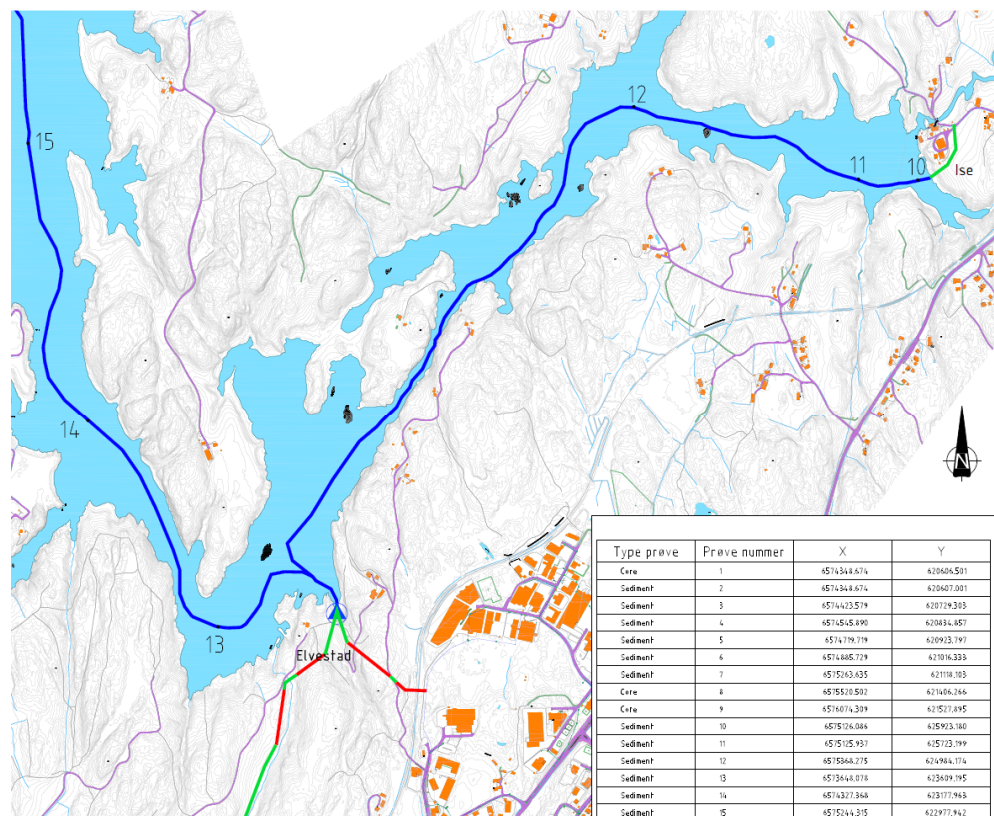 12
15
11
10
Ise
14
N
13
Elvestad
Type prøve Prøve nummer X Y
Core 1 6574348.674 620606.501
Sediment 2 6574348.674 620607.001
Sediment 3 6574423.579 620729.303
Sediment 4 6574545.890 620834.857
Sediment 5 6574719.719 620923.797
Sediment 6 6574885.729 621016.333
Sediment 7 6575263.635 621118.103
Core 8 6575520.502 621406.266
Core 9 6576074.309 621527.895
Sediment 10 6575126.086 625923.180
Sediment 11 6575125.937 625723.199
Sediment 12 6575368.275 624984.174
Sediment 13 6573648.078 623609.195
Sediment 14 6574327.368 623177.963
Sediment 15 6575244.315 622977.942